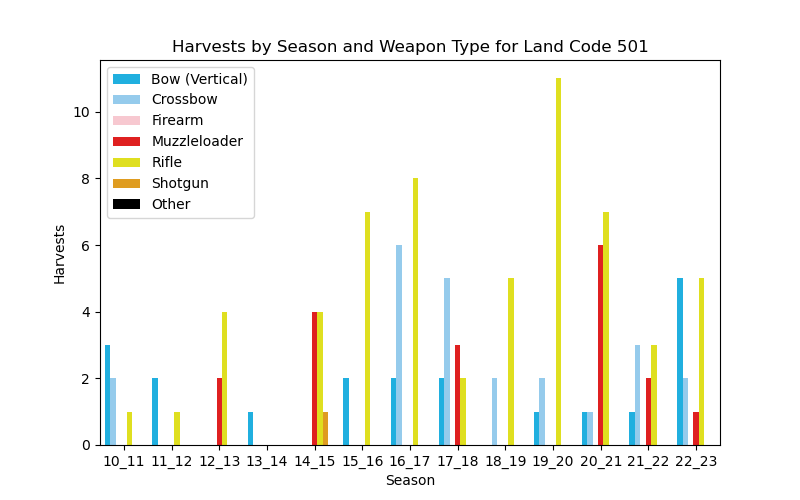 Harvests by Season and Weapon Type for Land Code 501
Bow (Vertical)
Crossbow
Firearm
Muzzleloader
Rifle
Shotgun
Other
Harvests
10
8
6
4
2
0
10_11 11_12 12_13 13_14 14_15 15_16 16_17 17_18 18_19 19_20 20_21 21_22 22_23
Season